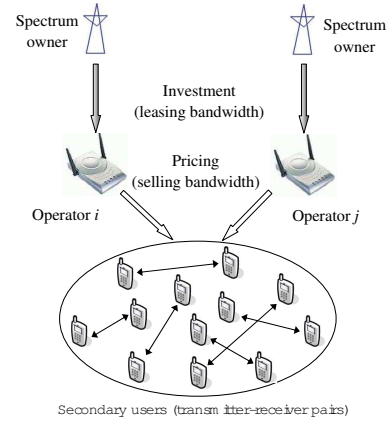 Spectrum
owner
Spectrum
owner
Investment
(leasing bandwidth)
Pricing
(selling bandwidth)
Operator i
Operator j
Secondary users (transmitter-receiver pairs)